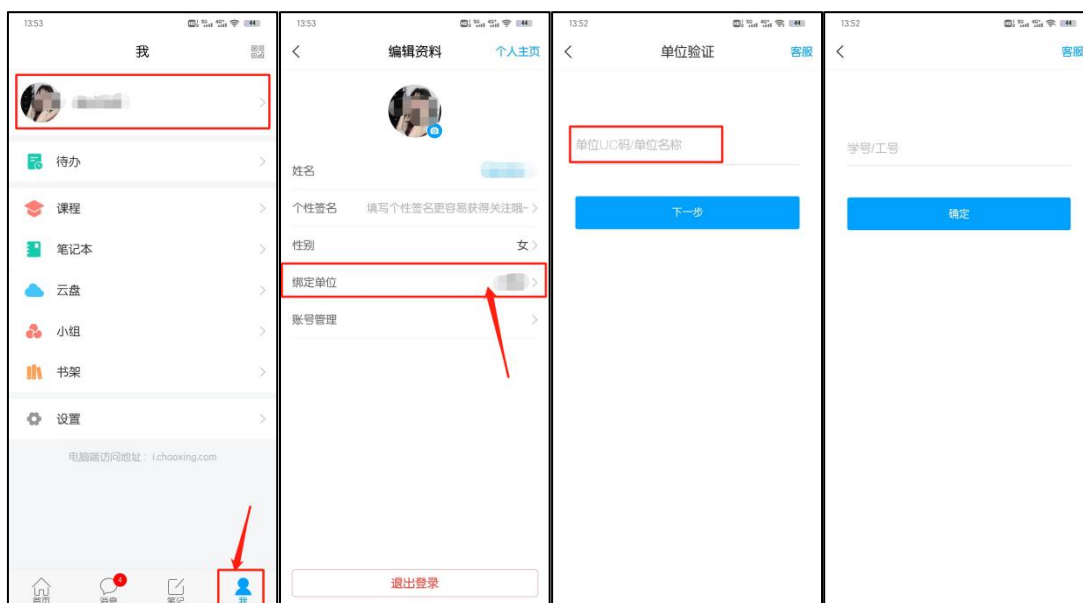 13:53
44
我
待办
课程
笔记本
云盘
小组
书架
设置
电脑端访问地址：i.chaoxing.com
首页
4
消息
笔记
我
13:53
44
编辑资料
个人主页
姓名
个性签名 填写个性签名更容易获得关注哦~
性别 女
绑定单位
账号管理
退出登录
13:52
44
单位验证
客服
单位UC码/单位名称
下一步
13:52
44
客服
学号/工号
确定